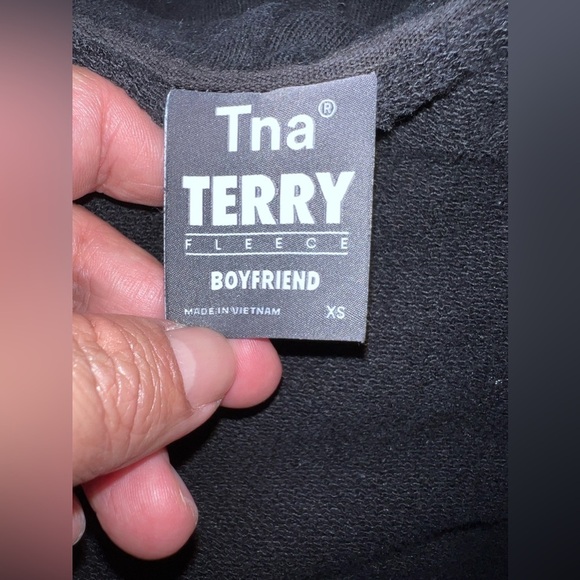 Tna®
TERRY
FLEECE
BOYFRIEND
MADE IN VIETNAM XS